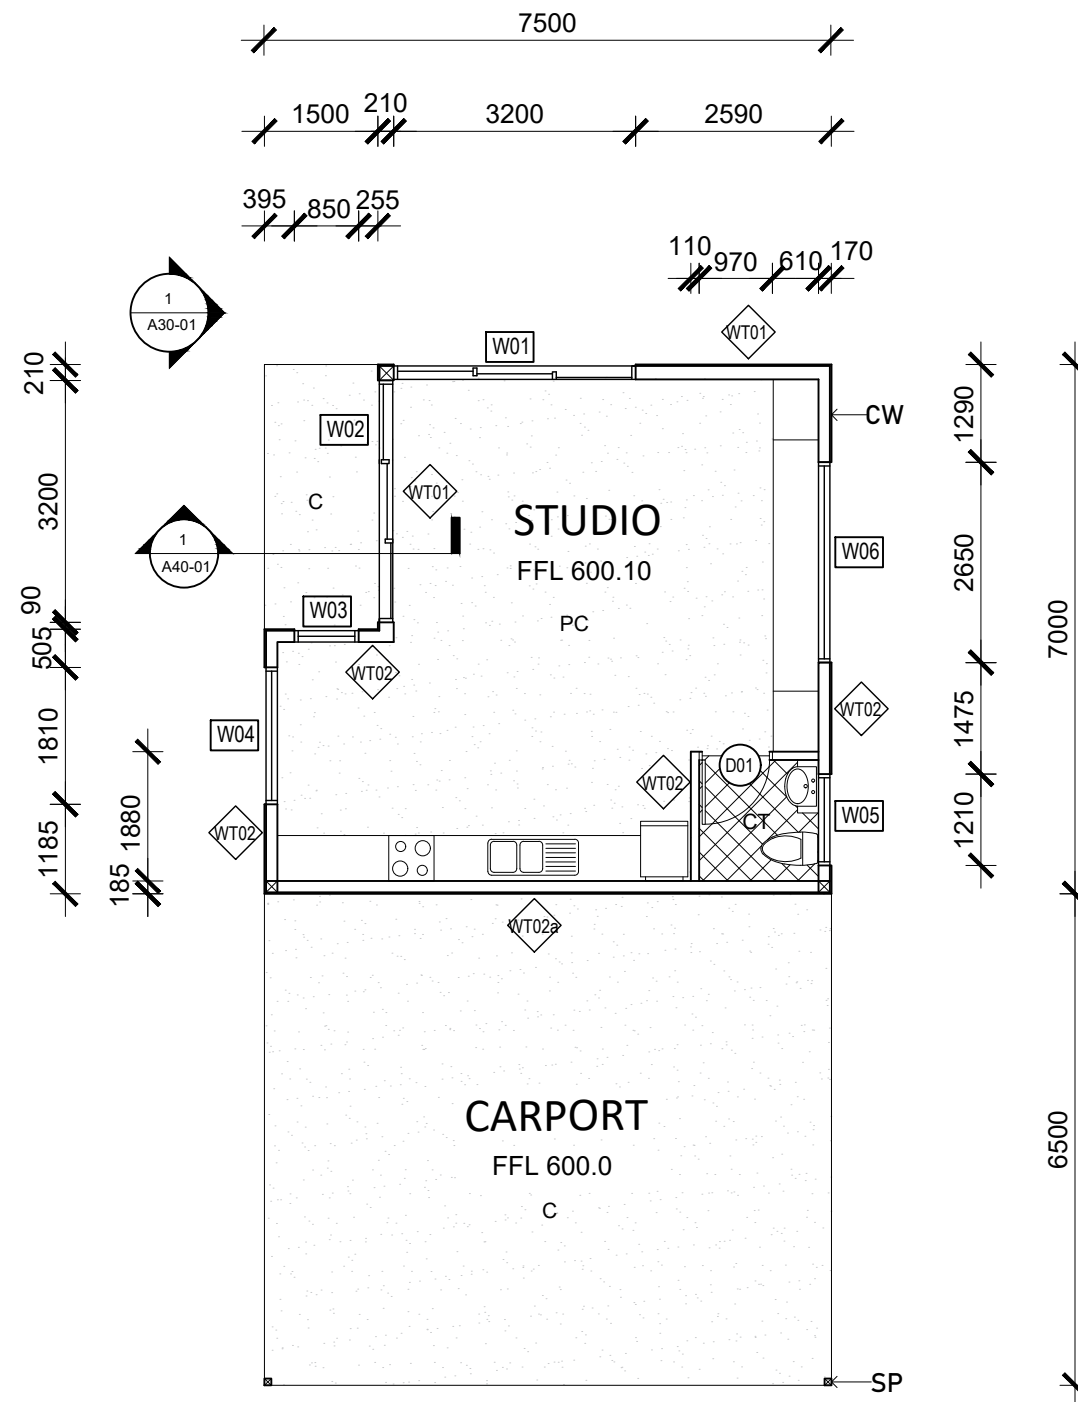 7500
1500 210 3200 2590
395 850 255
110 970 610 170
1
A30-01
WT01
W01
210
W02
CW
1290
3200
WT01
C
STUDIO
1
A40-01
FFL 600.10
W06
2650
90
W03
PC
7000
505
WT02
WT02
1475
1810
W04
D01
WT02
1880
W05
1210
CT
WT02
1185
185
WT02a
CARPORT
6500
FFL 600.0
C
SP